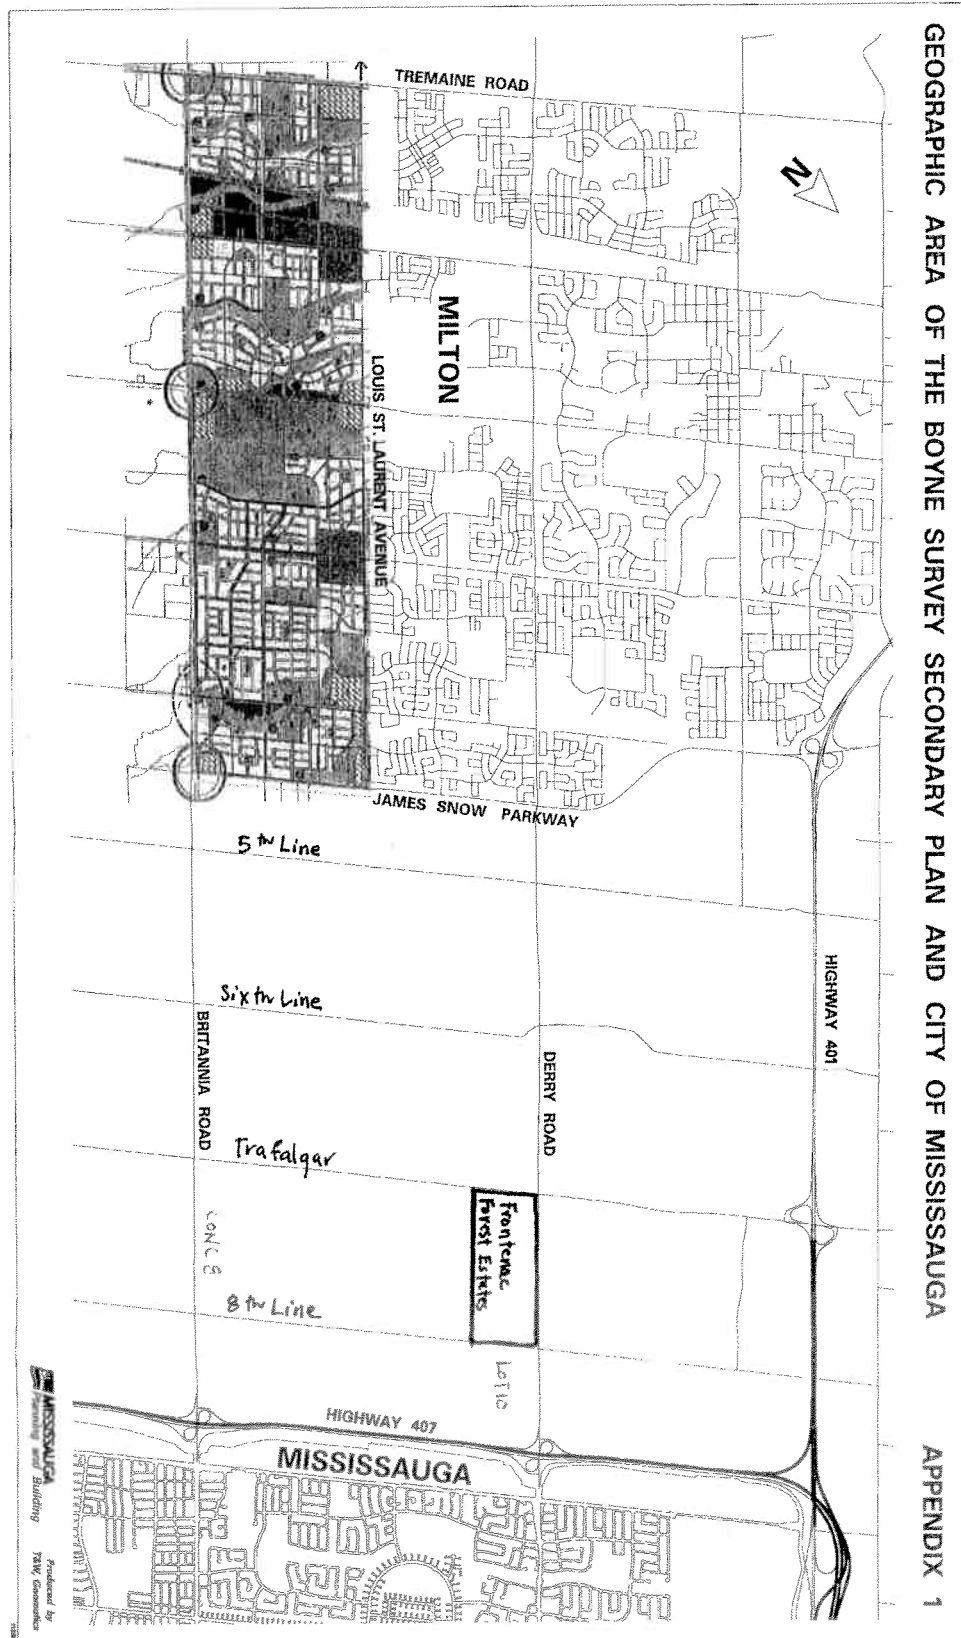 GEOGRAPHIC AREA OF THE BOYNE SURVEY SECONDARY PLAN AND CITY OF MISSISSAUGA APPENDIX 1
TREMAINE ROAD
N
MILTON
LOUIS ST. LAURENT AVENUE
JAMES SNOW PARKWAY
5th Line
HIGHWAY 401
Sixth Line
BRITANNIA ROAD
DERRY ROAD
Trafalgar
Frontenac
Forest Estates
CONC 8
8th Line
LOT 10
HIGHWAY 407
MISSISSAUGA
MISSISSAUGA
Planning and Building
Produced by
T&W, Geomatics